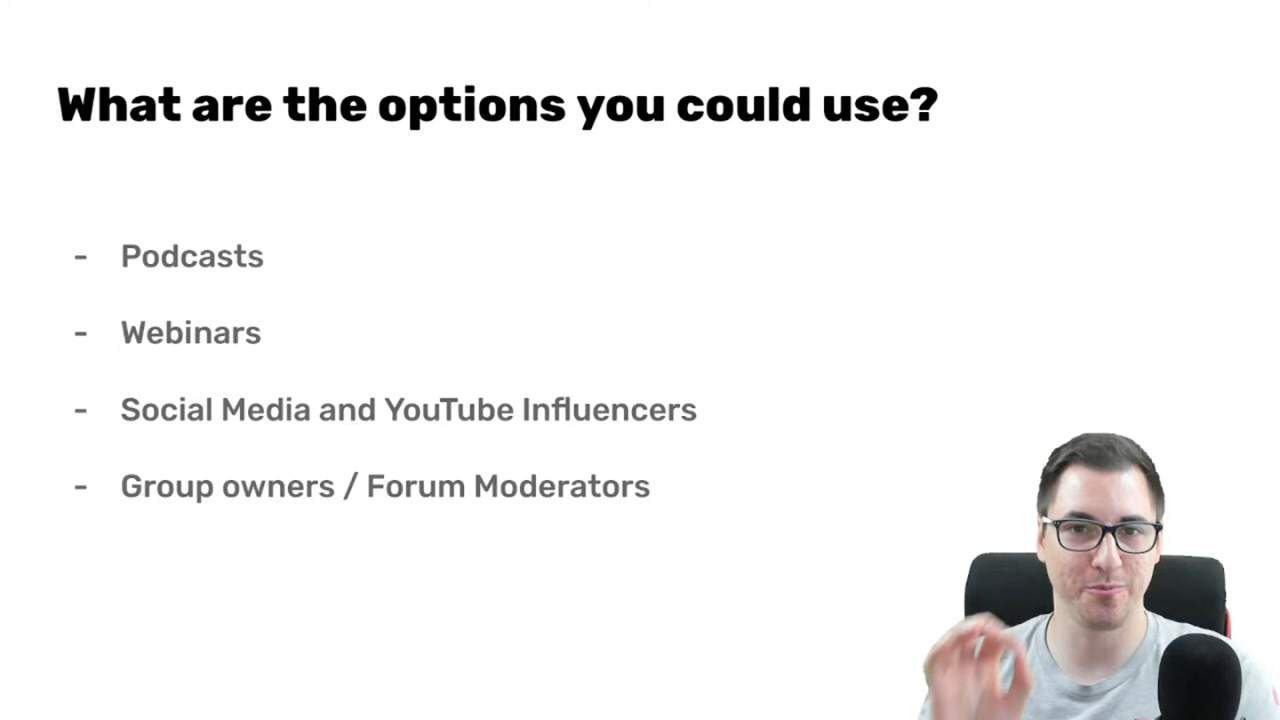 What are the options you could use?
- Podcasts
- Webinars
- Social Media and YouTube Influencers
- Group owners / Forum Moderators